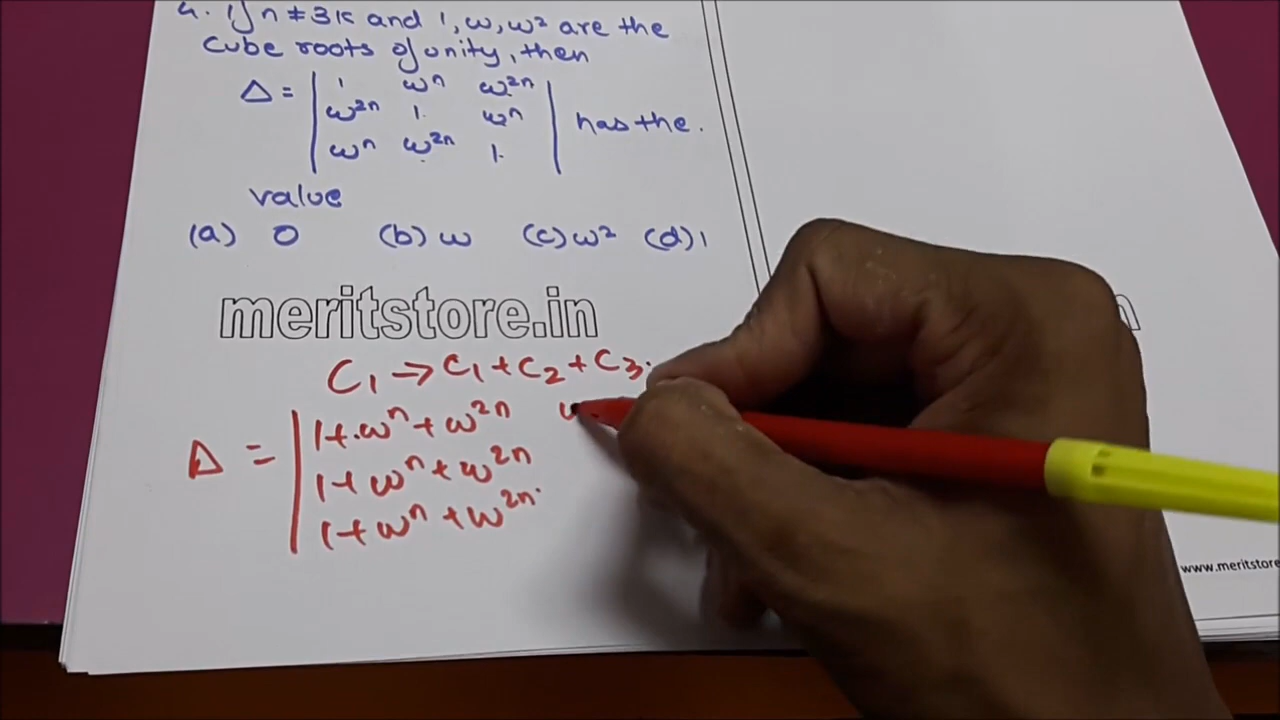 4. If n ≠ 3k and 1, ω, ω² are the
cube roots of unity, then
Δ = | 1 ωⁿ ω²ⁿ |
| ω²ⁿ 1. ωⁿ | has the.
| ωⁿ ω²ⁿ 1. |
value
(a) 0 (b) ω (c) ω² (d) 1
meritstore.in
C₁ → C₁ + C₂ + C₃.
Δ = | 1 + ωⁿ + ω²ⁿ
1 + ωⁿ + ω²ⁿ
1 + ωⁿ + ω²ⁿ